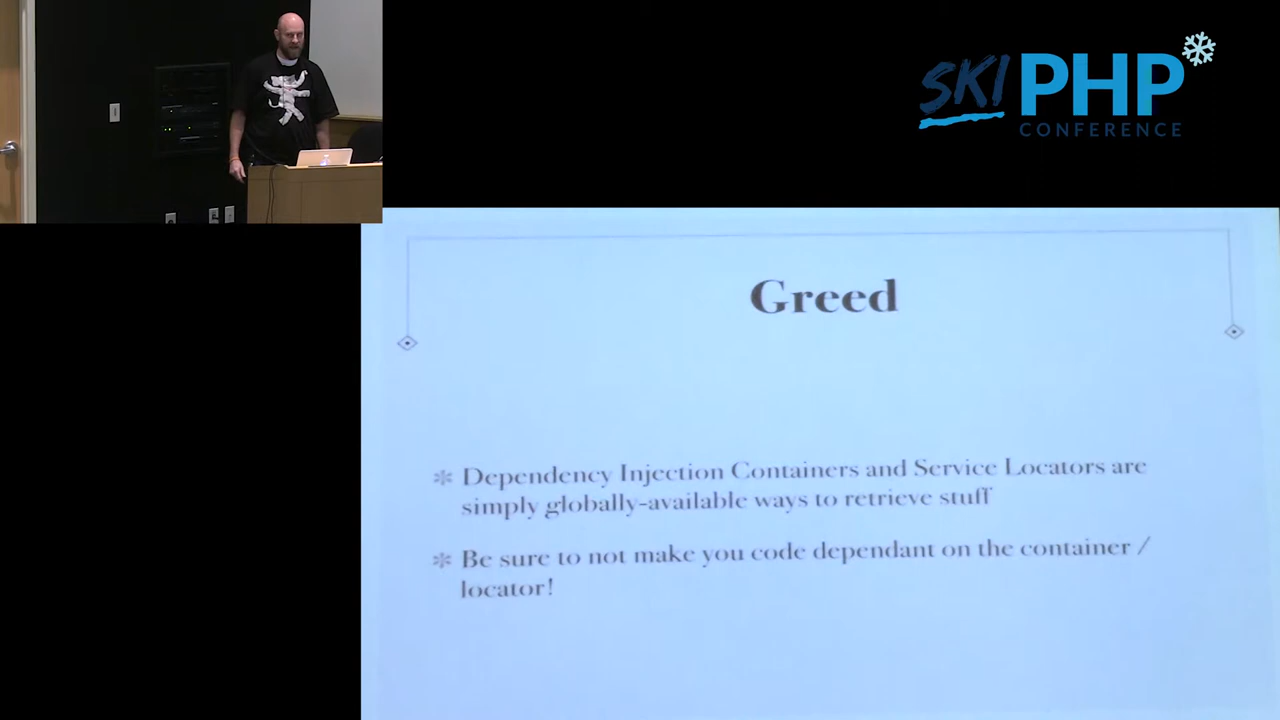 SKI PHP
CONFERENCE
Greed
Dependency Injection Containers and Service Locators are
simply globally-available ways to retrieve stuff
Be sure to not make you code dependant on the container /
locator!